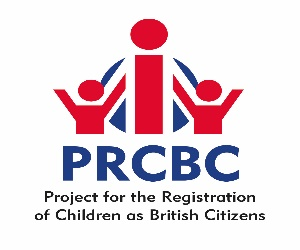 PRCBC
Project for the Registration
of Children as British Citizens